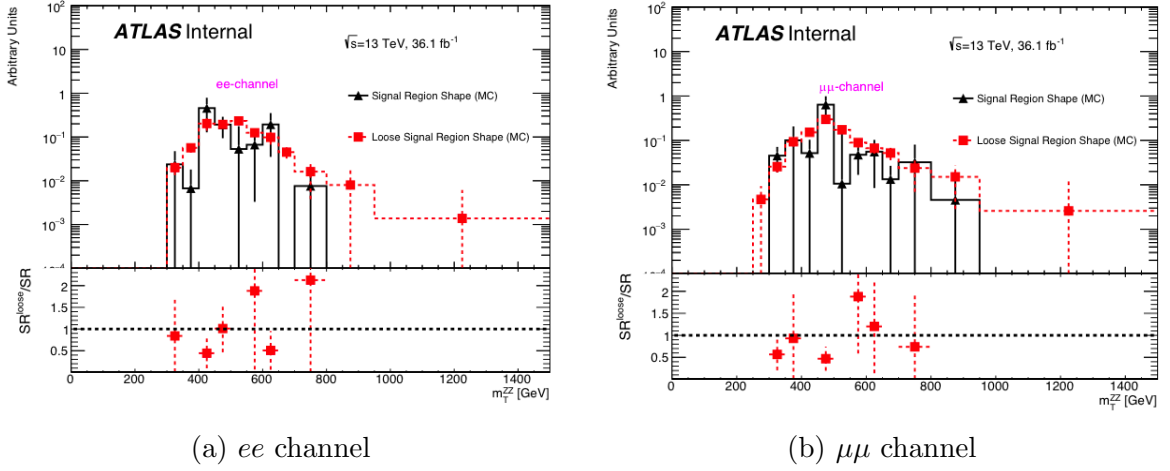 Arbitrary Units
10²
10
1
10⁻¹
10⁻²
10⁻³
ATLAS Internal
√s=13 TeV, 36.1 fb⁻¹
ee-channel
Signal Region Shape (MC)
Loose Signal Region Shape (MC)
SR^loose/SR
2
1.5
1
0.5
0 200 400 600 800 1000 1200 1400
m_T^ZZ [GeV]
(a) ee channel
Arbitrary Units
10²
10
1
10⁻¹
10⁻²
10⁻³
ATLAS Internal
√s=13 TeV, 36.1 fb⁻¹
μμ-channel
Signal Region Shape (MC)
Loose Signal Region Shape (MC)
SR^loose/SR
2
1.5
1
0.5
0 200 400 600 800 1000 1200 1400
m_T^ZZ [GeV]
(b) μμ channel